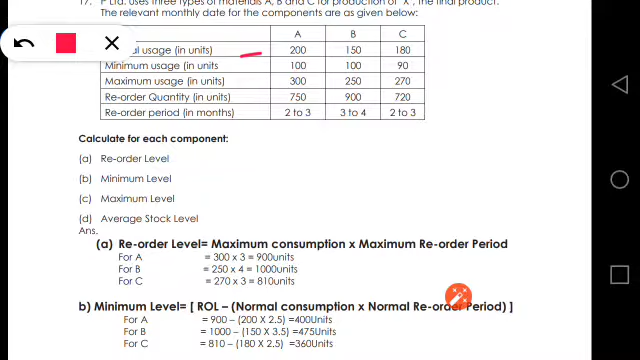 17. P Ltd. uses three types of materials A, B and C for production of 'X', the final product.
The relevant monthly date for the components are as given below:
A B C
al usage (in units) 200 150 180
Minimum usage (in units 100 100 90
Maximum usage (in units) 300 250 270
Re-order Quantity (in units) 750 900 720
Re-order period (in months) 2 to 3 3 to 4 2 to 3
Calculate for each component:
(a) Re-order Level
(b) Minimum Level
(c) Maximum Level
(d) Average Stock Level
Ans.
(a) Re-order Level= Maximum consumption x Maximum Re-order Period
For A = 300 x 3 = 900units
For B = 250 x 4 = 1000units
For C = 270 x 3 = 810units
b) Minimum Level= [ ROL – (Normal consumption x Normal Re-order Period) ]
For A = 900 – (200 X 2.5) =400Units
For B = 1000 – (150 X 3.5) =475Units
For C = 810 – (180 X 2.5) =360Units